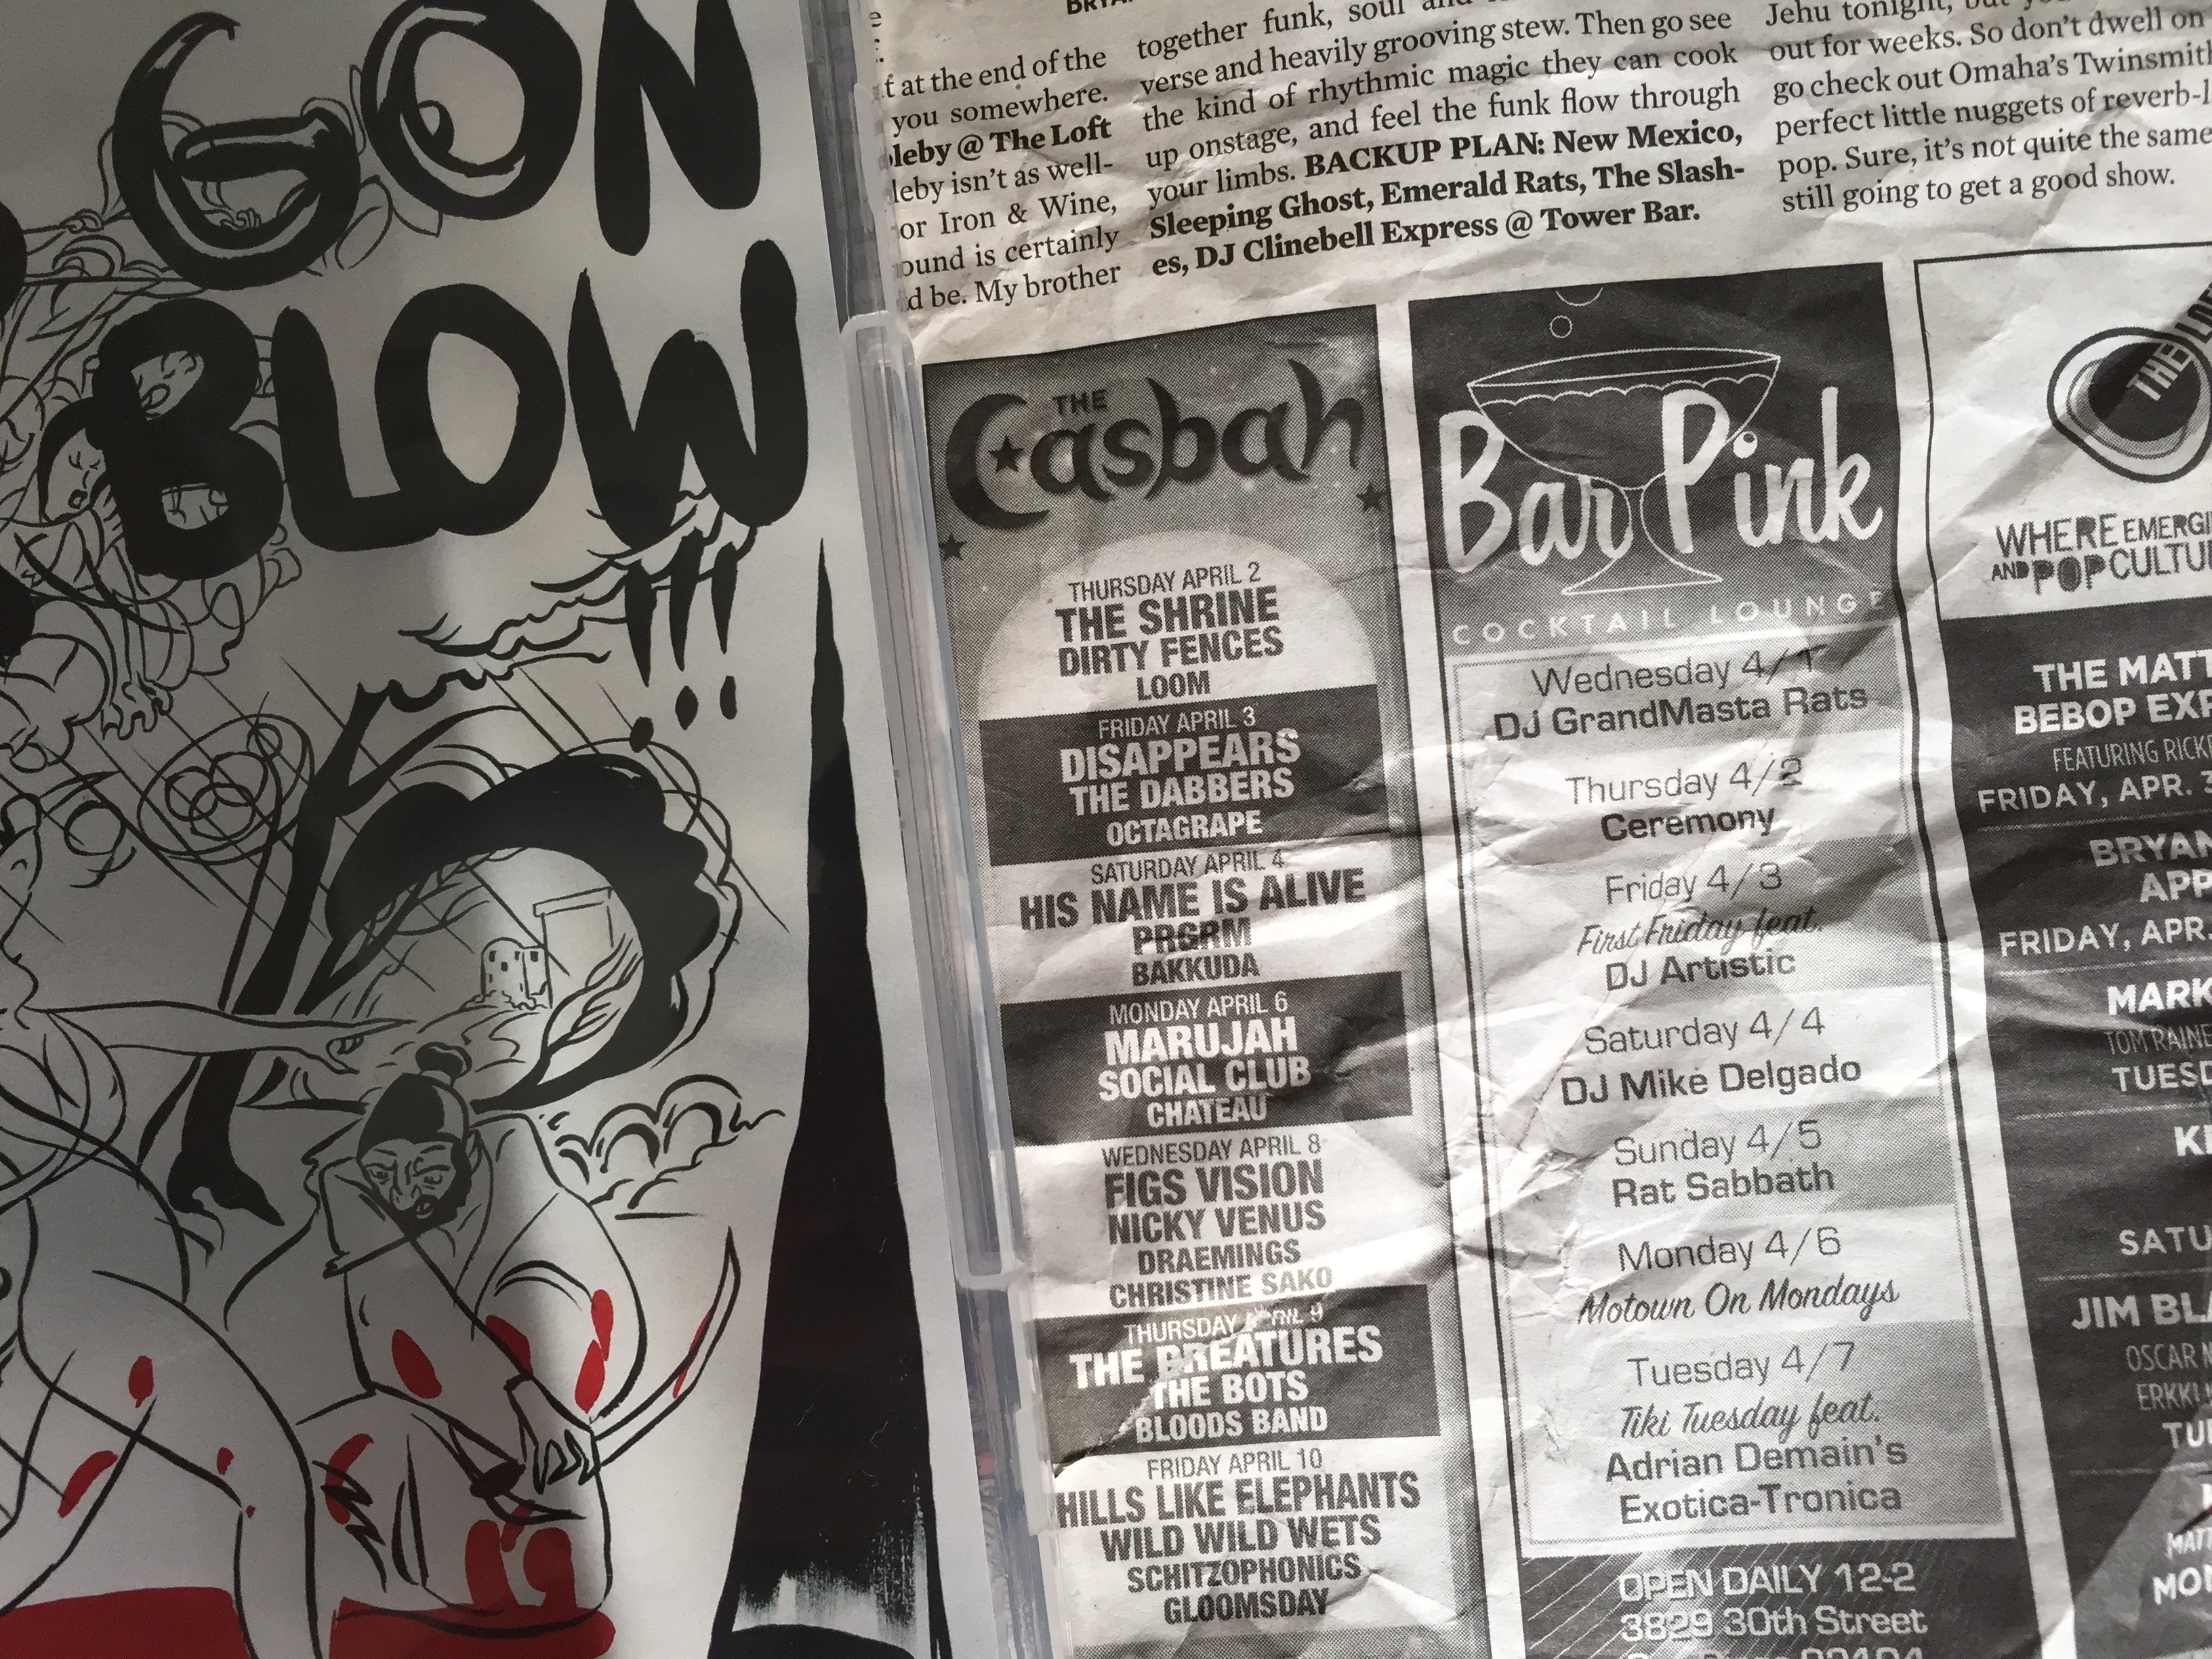 GON
BLOW
!!!
t at the end of the
you somewhere.
leby @ The Loft
leby isn't as well-
or Iron & Wine,
ound is certainly
d be. My brother
together funk, soul
verse and heavily grooving stew. Then go see
the kind of rhythmic magic they can cook
up onstage, and feel the funk flow through
your limbs. BACKUP PLAN: New Mexico,
Sleeping Ghost, Emerald Rats, The Slash-
es, DJ Clinebell Express @ Tower Bar.
Jehu tonight,
out for weeks. So don't dwell on
go check out Omaha's Twinsmith
perfect little nuggets of reverb-l
pop. Sure, it's not quite the same
still going to get a good show.
THE
Casbah
THURSDAY APRIL 2
THE SHRINE
DIRTY FENCES
LOOM
FRIDAY APRIL 3
DISAPPEARS
THE DABBERS
OCTAGRAPE
SATURDAY APRIL 4
HIS NAME IS ALIVE
PRGRM
BAKKUDA
MONDAY APRIL 6
MARUJAH
SOCIAL CLUB
CHATEAU
WEDNESDAY APRIL 8
FIGS VISION
NICKY VENUS
DRAEMINGS
CHRISTINE SAKO
THURSDAY APRIL 9
THE PREATURES
THE BOTS
BLOODS BAND
FRIDAY APRIL 10
HILLS LIKE ELEPHANTS
WILD WILD WETS
SCHITZOPHONICS
GLOOMSDAY
Bar Pink
COCKTAIL LOUNGE
Wednesday 4/1
DJ GrandMasta Rats
Thursday 4/2
Ceremony
Friday 4/3
First Friday feat.
DJ Artistic
Saturday 4/4
DJ Mike Delgado
Sunday 4/5
Rat Sabbath
Monday 4/6
Motown On Mondays
Tuesday 4/7
Tiki Tuesday feat.
Adrian Demain's
Exotica-Tronica
OPEN DAILY 12-2
3829 30th Street
THE
WHERE EMERGI
AND POP CULTU
THE MATT
BEBOP EXP
FEATURING RICK
FRIDAY, APR. 3
BRYAN
APP
FRIDAY, APR.
MARK
TOM RAINE
TUESD
KI
SATU
JIM BL
OSCAR N
ERKKI
TU
MAT
MON